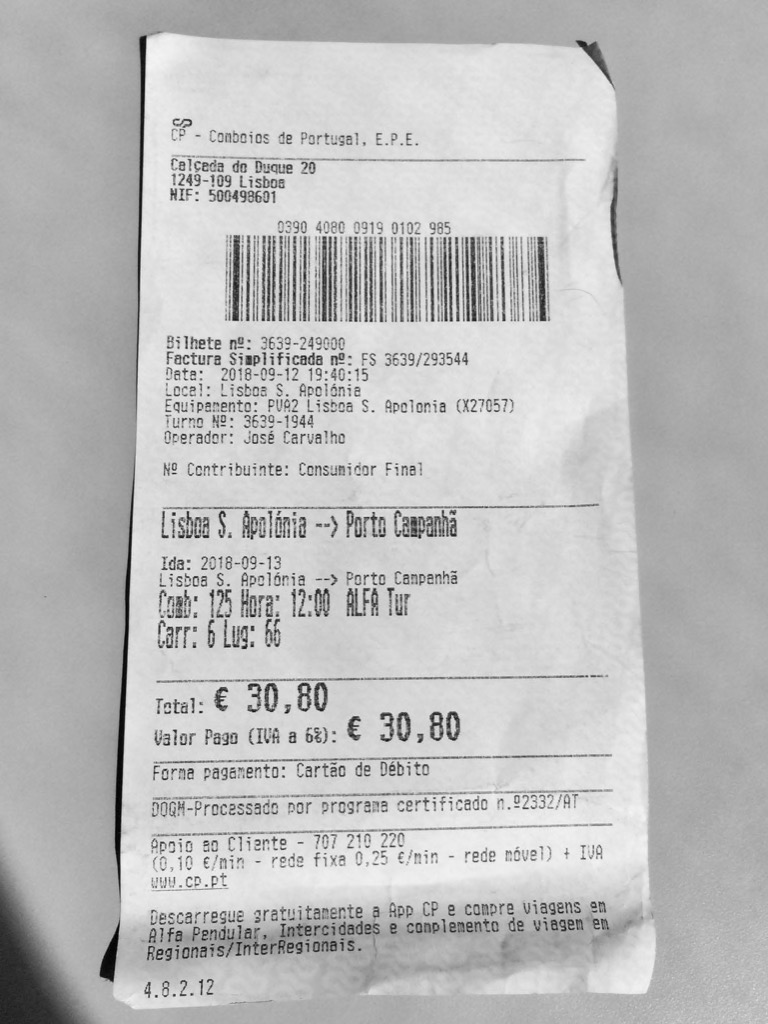 CP
CP - Comboios de Portugal, E.P.E.
Calçada do Duque 20
1249-109 Lisboa
NIF: 500498601
0390 4080 0919 0102 985
Bilhete nº: 3639-249000
Factura Simplificada nº: FS 3639/293544
Data: 2018-09-12 19:40:15
Local: Lisboa S. Apolónia
Equipamento: PVA2 Lisboa S. Apolonia (X27057)
Turno Nº: 3639-1944
Operador: José Carvalho
Nº Contribuinte: Consumidor Final
Lisboa S. Apolónia --> Porto Campanhã
Ida: 2018-09-13
Lisboa S. Apolónia --> Porto Campanhã
Comb: 125 Hora: 12:00 ALFA Tur
Carr: 6 Lug: 66
Total: € 30,80
Valor Pago (IVA a 6%): € 30,80
Forma pagamento: Cartão de Débito
DOQM-Processado por programa certificado n.º2332/AT
Apoio ao Cliente - 707 210 220
(0,10 €/min - rede fixa 0,25 €/min - rede móvel) + IVA
www.cp.pt
Descarregue gratuitamente a App CP e compre viagens em
Alfa Pendular, Intercidades e complemento de viagem em
Regionais/InterRegionais.
4.8.2.12